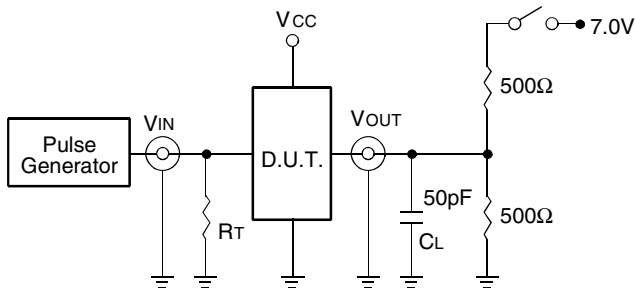 VCC
7.0V
500Ω
VIN
VOUT
Pulse
Generator
D.U.T.
50pF
500Ω
RT
CL